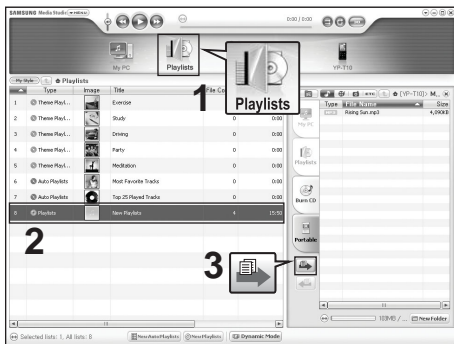 SAMSUNG Media Studio MENU
0:00 / 0:00
My PC
Playlists
YP-T10
1
Playlists
My Style
Playlists
Type Image Title File Co
1 Theme Playl... Exercise 0 0:00
2 Theme Playl... Study 0 0:00
3 Theme Playl... Driving 0 0:00
4 Theme Playl... Party 0 0:00
5 Theme Playl... Meditation 0 0:00
6 Auto Playlists Most Favorite Tracks 0 0:00
7 Auto Playlists Top 25 Played Tracks 0 0:00
8 Playlists New Playlists 4 15:50
2
3
[YP-T10]> M..
Type File Name Size
Rising Sun.mp3 4,090KB
My PC
Playlists
Burn CD
Portable
Selected lists: 1, All lists: 8
New Auto Playlists
New Playlists
Dynamic Mode
New Folder